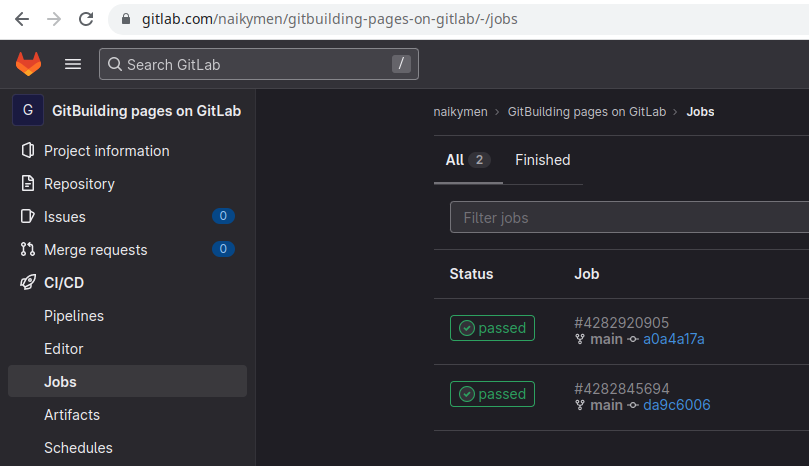 gitlab.com/naikymen/gitbuilding-pages-on-gitlab/-/jobs
Search GitLab /
G GitBuilding pages on GitLab
Project information
Repository
Issues 0
Merge requests 0
CI/CD
Pipelines
Editor
Jobs
Artifacts
Schedules
naikymen › GitBuilding pages on GitLab › Jobs
All 2 Finished
Filter jobs
Status Job
passed #4282920905
main a0a4a17a
passed #4282845694
main da9c6006